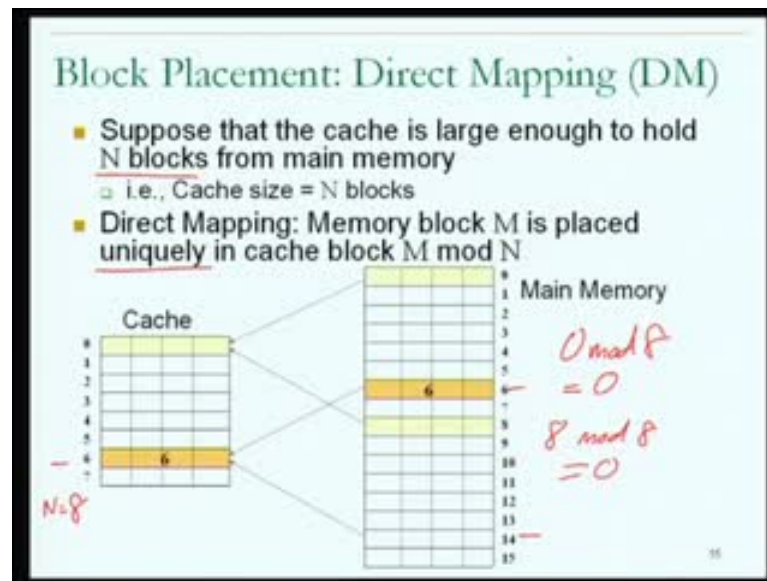 Block Placement: Direct Mapping (DM)
Suppose that the cache is large enough to hold
N blocks from main memory
i.e., Cache size = N blocks
Direct Mapping: Memory block M is placed
uniquely in cache block M mod N
Cache
0
1
2
3
4
5
6
7
6
N=8
0
1
2
3
4
5
6
7
8
9
10
11
12
13
14
15
6
Main Memory
0 mod 8
= 0
8 mod 8
= 0